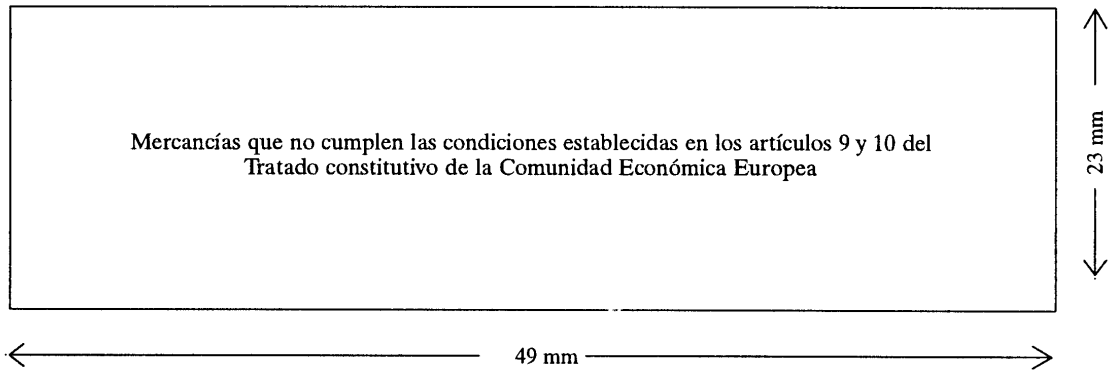 Mercancías que no cumplen las condiciones establecidas en los artículos 9 y 10 del
Tratado constitutivo de la Comunidad Económica Europea
23 mm
49 mm